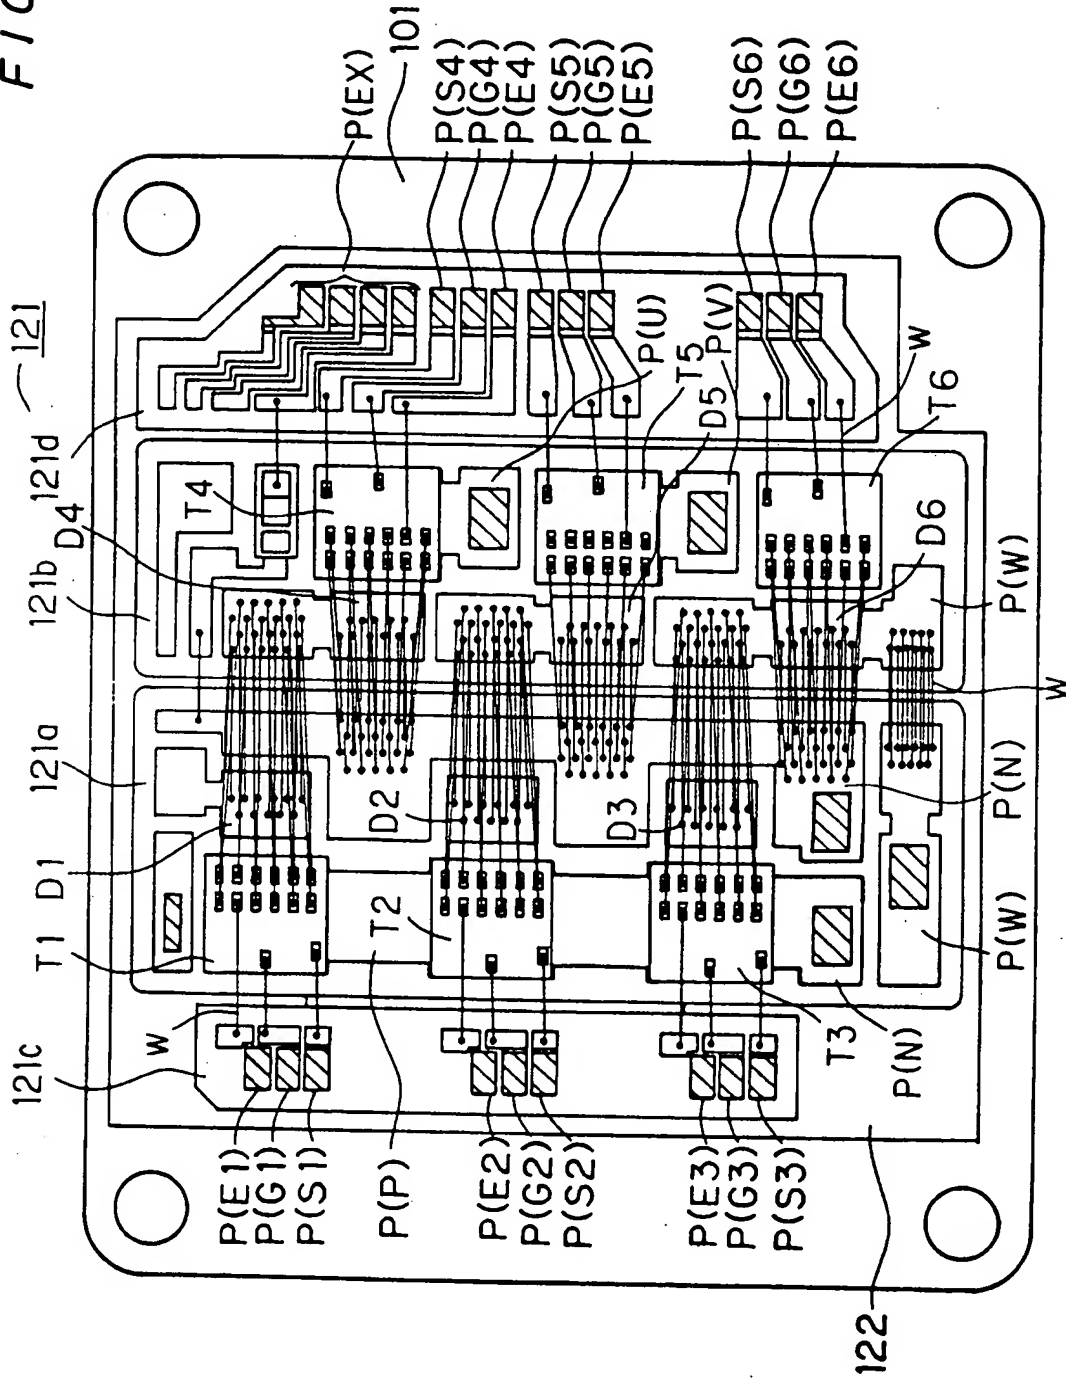 FIG
121
101
P(EX)
P(S4)
P(G4)
P(E4)
P(S5)
P(G5)
P(E5)
P(S6)
P(G6)
P(E6)
121d
D4
121b
T4
P(U)
T5
D5
P(V)
W
T6
D6
P(W)
W
121a
D1
T1
D2
T2
D3
P(N)
P(W)
P(N)
T3
W
121c
P(E1)
P(G1)
P(S1)
P(P)
P(E2)
P(G2)
P(S2)
P(E3)
P(G3)
P(S3)
122